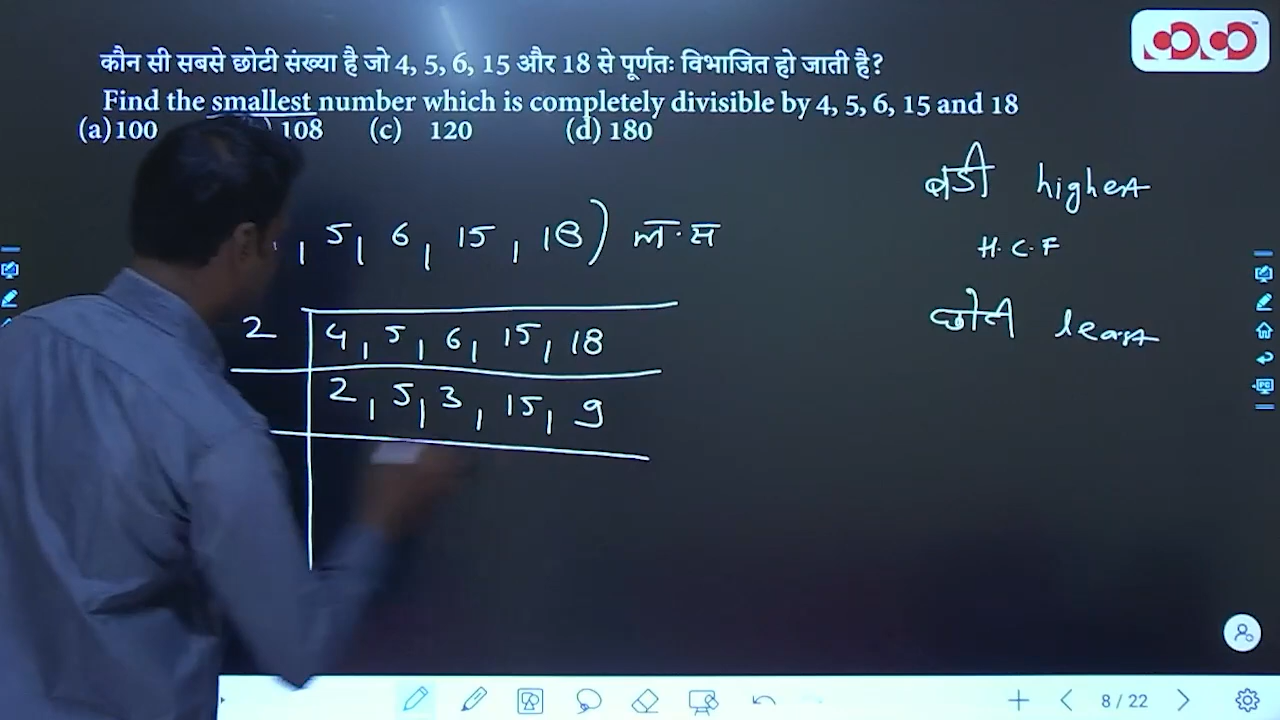 कौन सी सबसे छोटी संख्या है जो 4, 5, 6, 15 और 18 से पूर्णतः विभाजित हो जाती है?
Find the smallest number which is completely divisible by 4, 5, 6, 15 and 18
(a) 100 ) 108 (c) 120 (d) 180
बडी highest
, 5, 6, 15, 18) ल.स
H.C.F
छोटी least
2 4, 5, 6, 15, 18
2, 5, 3, 15, 9
8 / 22